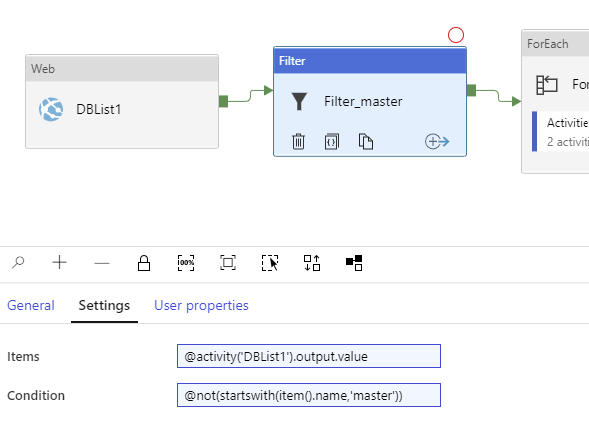 Web
DBList1
Filter
Filter_master
ForEach
For
Activities
2 activiti
100%
General
Settings
User properties
Items
@activity('DBList1').output.value
Condition
@not(startswith(item().name,'master'))